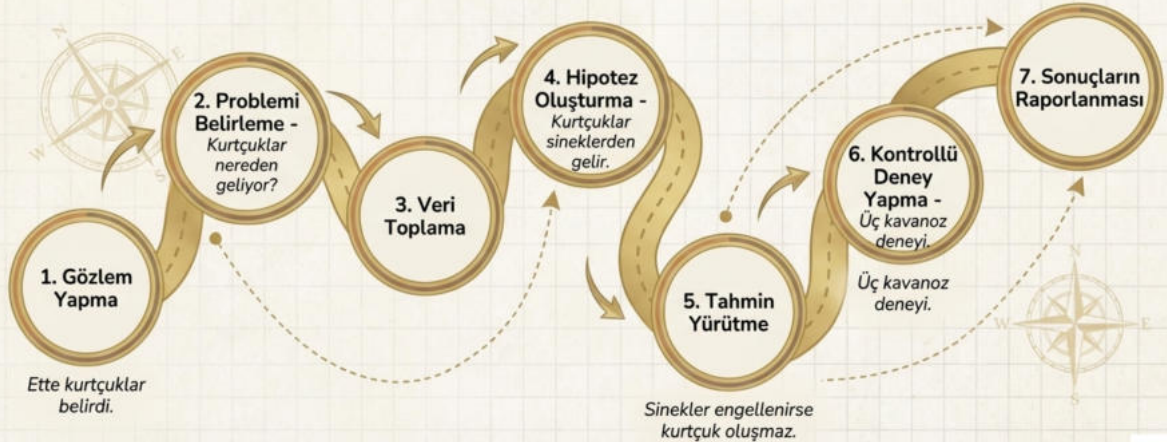 1. Gözlem
Yapma
Ette kurtçuklar
belirdi.
2. Problemi
Belirleme -
Kurtçuklar
nereden
geliyor?
3. Veri
Toplama
4. Hipotez
Oluşturma -
Kurtçuklar
sineklerden
gelir.
5. Tahmin
Yürütme
Sinekler engellenirse
kurtçuk oluşmaz.
6. Kontrollü
Deney
Yapma -
Üç kavanoz
deneyi.
Üç kavanoz
deneyi.
7. Sonuçların
Raporlanması
N
E
S
W
N
E
S
W